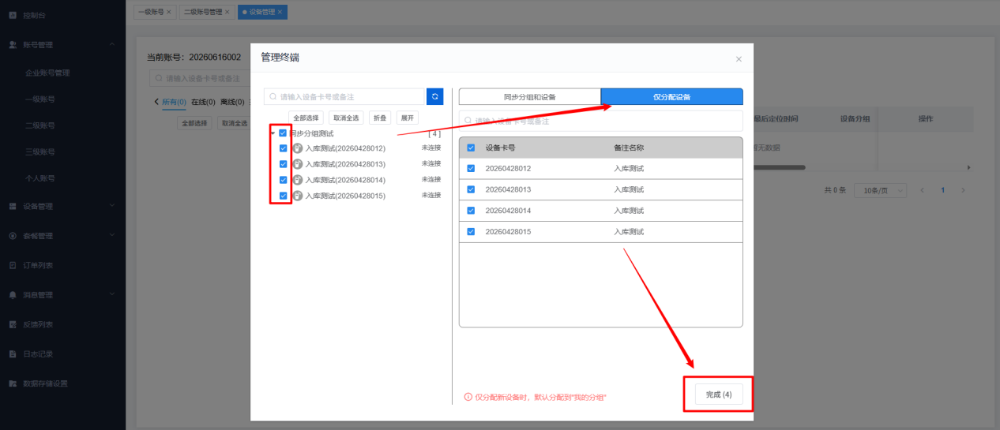 控制台
账号管理
企业账号管理
一级账号
二级账号
三级账号
个人账号
设备管理
套餐管理
订单列表
消息管理
反馈列表
日志记录
数据存储设置
一级账号 ×
二级账号管理 ×
设备管理 ×
当前账号：20260616002
请输入设备卡号或备注
所有(0) 在线(0) 离线(0)
全部选择 取消全选
管理终端
×
请输入设备卡号或备注
全部选择 取消全选 折叠 展开
同步分组测试 [4]
入库测试(20260428012) 未连接
入库测试(20260428013) 未连接
入库测试(20260428014) 未连接
入库测试(20260428015) 未连接
同步分组和设备 仅分配设备
请输入设备卡号或备注
设备卡号 备注名称
20260428012 入库测试
20260428013 入库测试
20260428014 入库测试
20260428015 入库测试
仅分配新设备时，默认分配到"我的分组"
完成 (4)
最后定位时间 设备分组 操作
暂无数据
共 0 条 10条/页 1